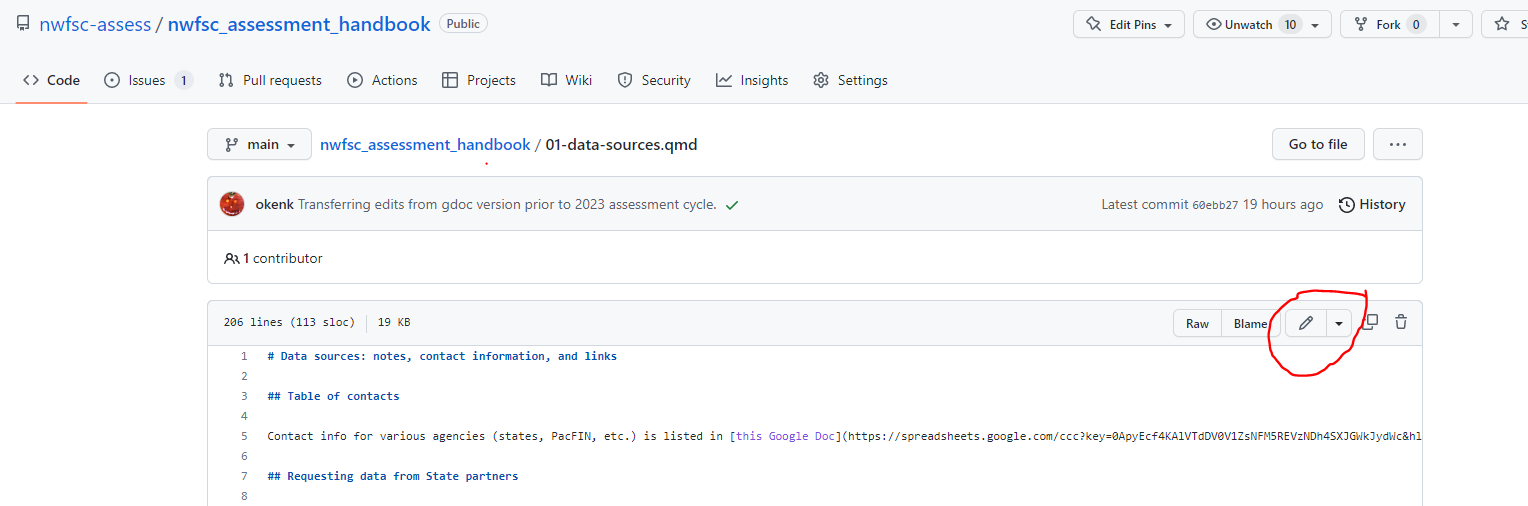 nwfsc-assess / nwfsc_assessment_handbook Public Edit Pins Unwatch 10 Fork 0 S
Code Issues 1 Pull requests Actions Projects Wiki Security Insights Settings
main nwfsc_assessment_handbook / 01-data-sources.qmd Go to file ...
okenk Transferring edits from gdoc version prior to 2023 assessment cycle. Latest commit 60ebb27 19 hours ago History
1 contributor
206 lines (113 sloc) 19 KB Raw Blame
1 # Data sources: notes, contact information, and links
2
3 ## Table of contacts
4
5 Contact info for various agencies (states, PacFIN, etc.) is listed in [this Google Doc](https://spreadsheets.google.com/ccc?key=0ApyEcf4KAlVTdDV0V1ZsNFM5REVzNDh4SXJGWkJydWc&hl
6
7 ## Requesting data from State partners
8